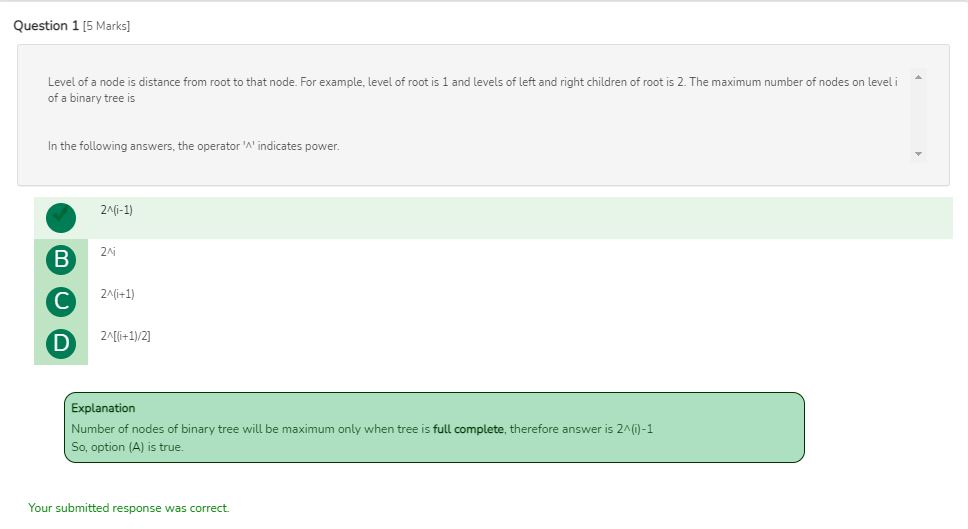 Question 1 [5 Marks]
Level of a node is distance from root to that node. For example, level of root is 1 and levels of left and right children of root is 2. The maximum number of nodes on level i
of a binary tree is
In the following answers, the operator '^' indicates power.
2^(i-1)
B 2^i
C 2^(i+1)
D 2^[(i+1)/2]
Explanation
Number of nodes of binary tree will be maximum only when tree is full complete, therefore answer is 2^(i)-1
So, option (A) is true.
Your submitted response was correct.